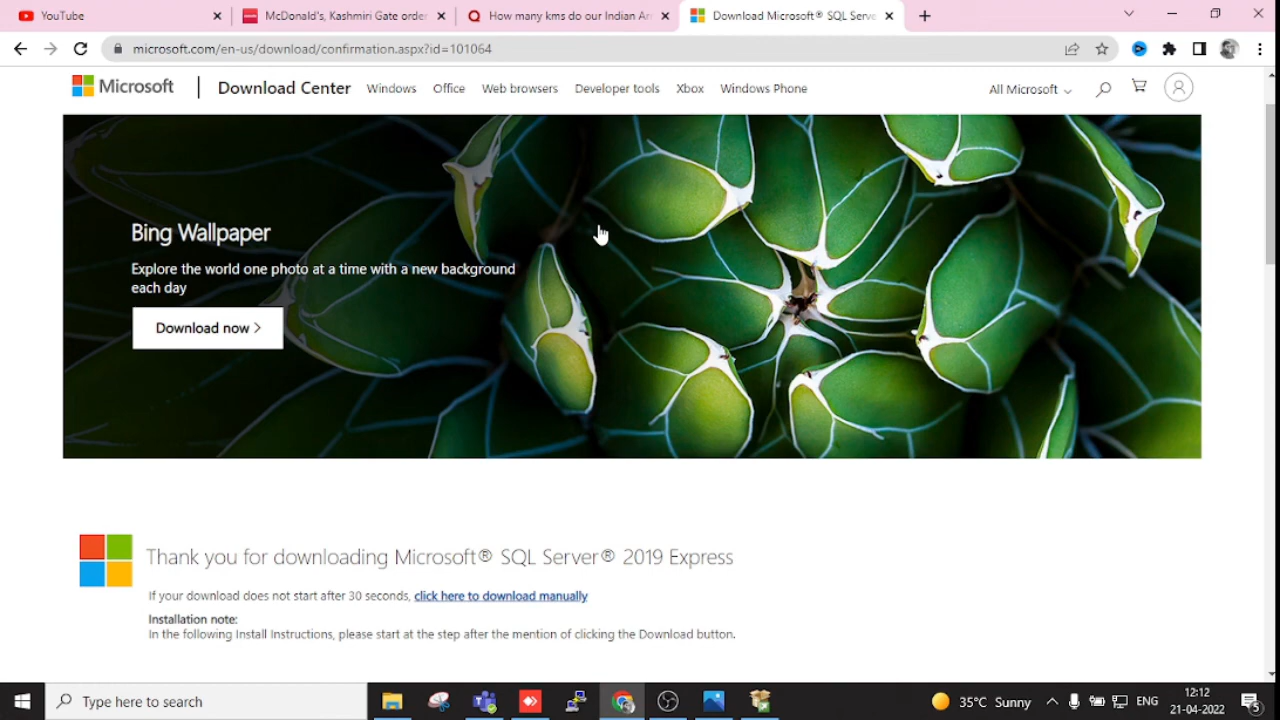 YouTube
McDonald's, Kashmiri Gate order
How many kms do our Indian Ar
Download Microsoft® SQL Serve
microsoft.com/en-us/download/confirmation.aspx?id=101064
Microsoft
Download Center
Windows
Office
Web browsers
Developer tools
Xbox
Windows Phone
All Microsoft
Bing Wallpaper
Explore the world one photo at a time with a new background
each day
Download now >
Thank you for downloading Microsoft® SQL Server® 2019 Express
If your download does not start after 30 seconds, click here to download manually
Installation note:
In the following Install Instructions, please start at the step after the mention of clicking the Download button.
Type here to search
35°C Sunny
ENG
12:12
21-04-2022
5